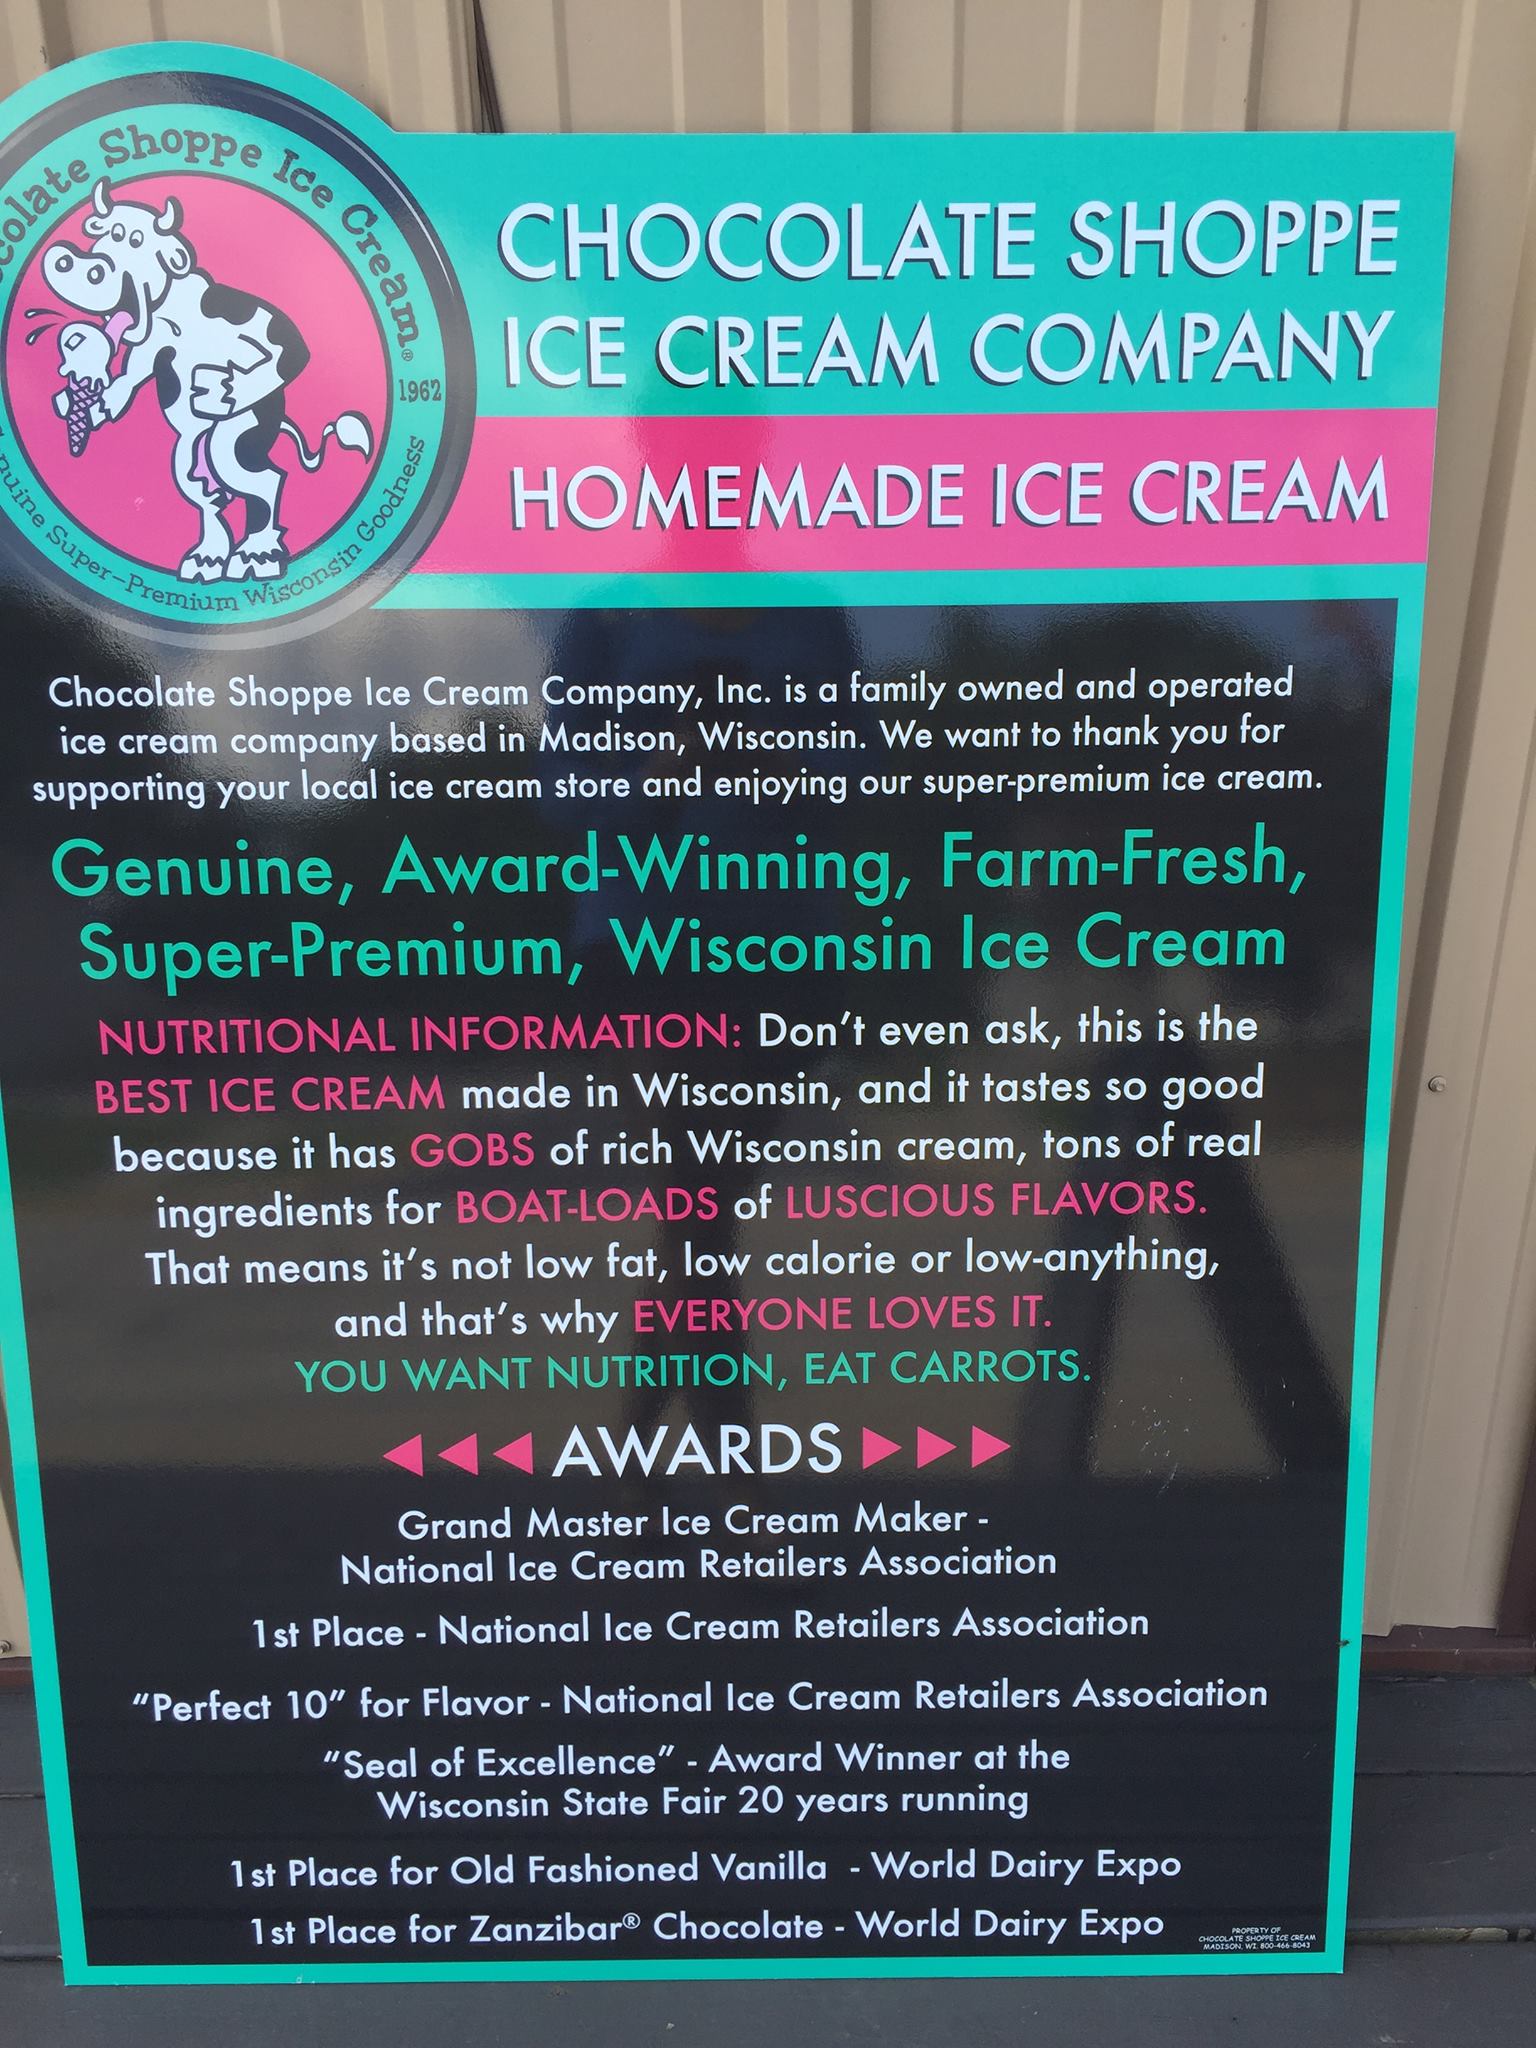 Shoppe Ice Cream®
1962
Super-Premium Wisconsin Goodness
CHOCOLATE SHOPPE
ICE CREAM COMPANY
HOMEMADE ICE CREAM
Chocolate Shoppe Ice Cream Company, Inc. is a family owned and operated
ice cream company based in Madison, Wisconsin. We want to thank you for
supporting your local ice cream store and enjoying our super-premium ice cream.
Genuine, Award-Winning, Farm-Fresh,
Super-Premium, Wisconsin Ice Cream
NUTRITIONAL INFORMATION: Don't even ask, this is the
BEST ICE CREAM made in Wisconsin, and it tastes so good
because it has GOBS of rich Wisconsin cream, tons of real
ingredients for BOAT-LOADS of LUSCIOUS FLAVORS.
That means it's not low fat, low calorie or low-anything,
and that's why EVERYONE LOVES IT.
YOU WANT NUTRITION, EAT CARROTS.
AWARDS
Grand Master Ice Cream Maker -
National Ice Cream Retailers Association
1st Place - National Ice Cream Retailers Association
"Perfect 10" for Flavor - National Ice Cream Retailers Association
"Seal of Excellence" - Award Winner at the
Wisconsin State Fair 20 years running
1st Place for Old Fashioned Vanilla - World Dairy Expo
1st Place for Zanzibar® Chocolate - World Dairy Expo
PROPERTY OF
CHOCOLATE SHOPPE ICE CREAM
MADISON, WI. 800-466-8043